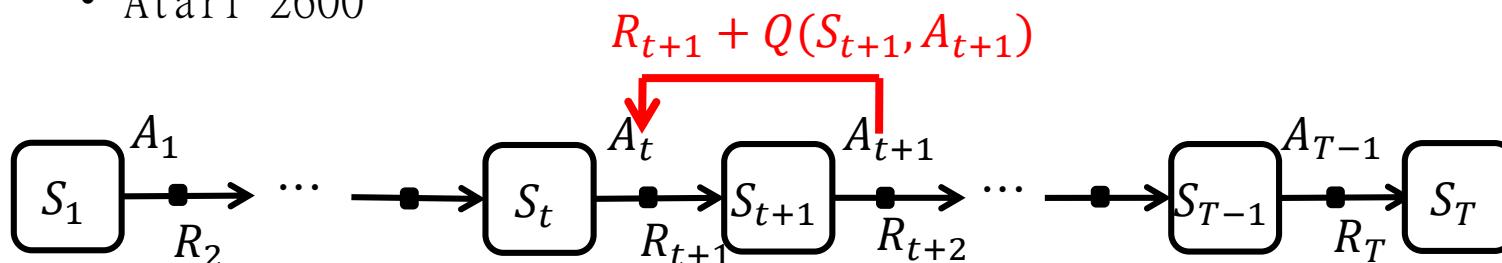 • Atari 2600
R_{t+1} + Q(S_{t+1}, A_{t+1})
A_1 A_t A_{t+1} A_{T-1}
S_1 ... S_t S_{t+1} ... S_{T-1} S_T
R_2 R_{t+1} R_{t+2} R_T